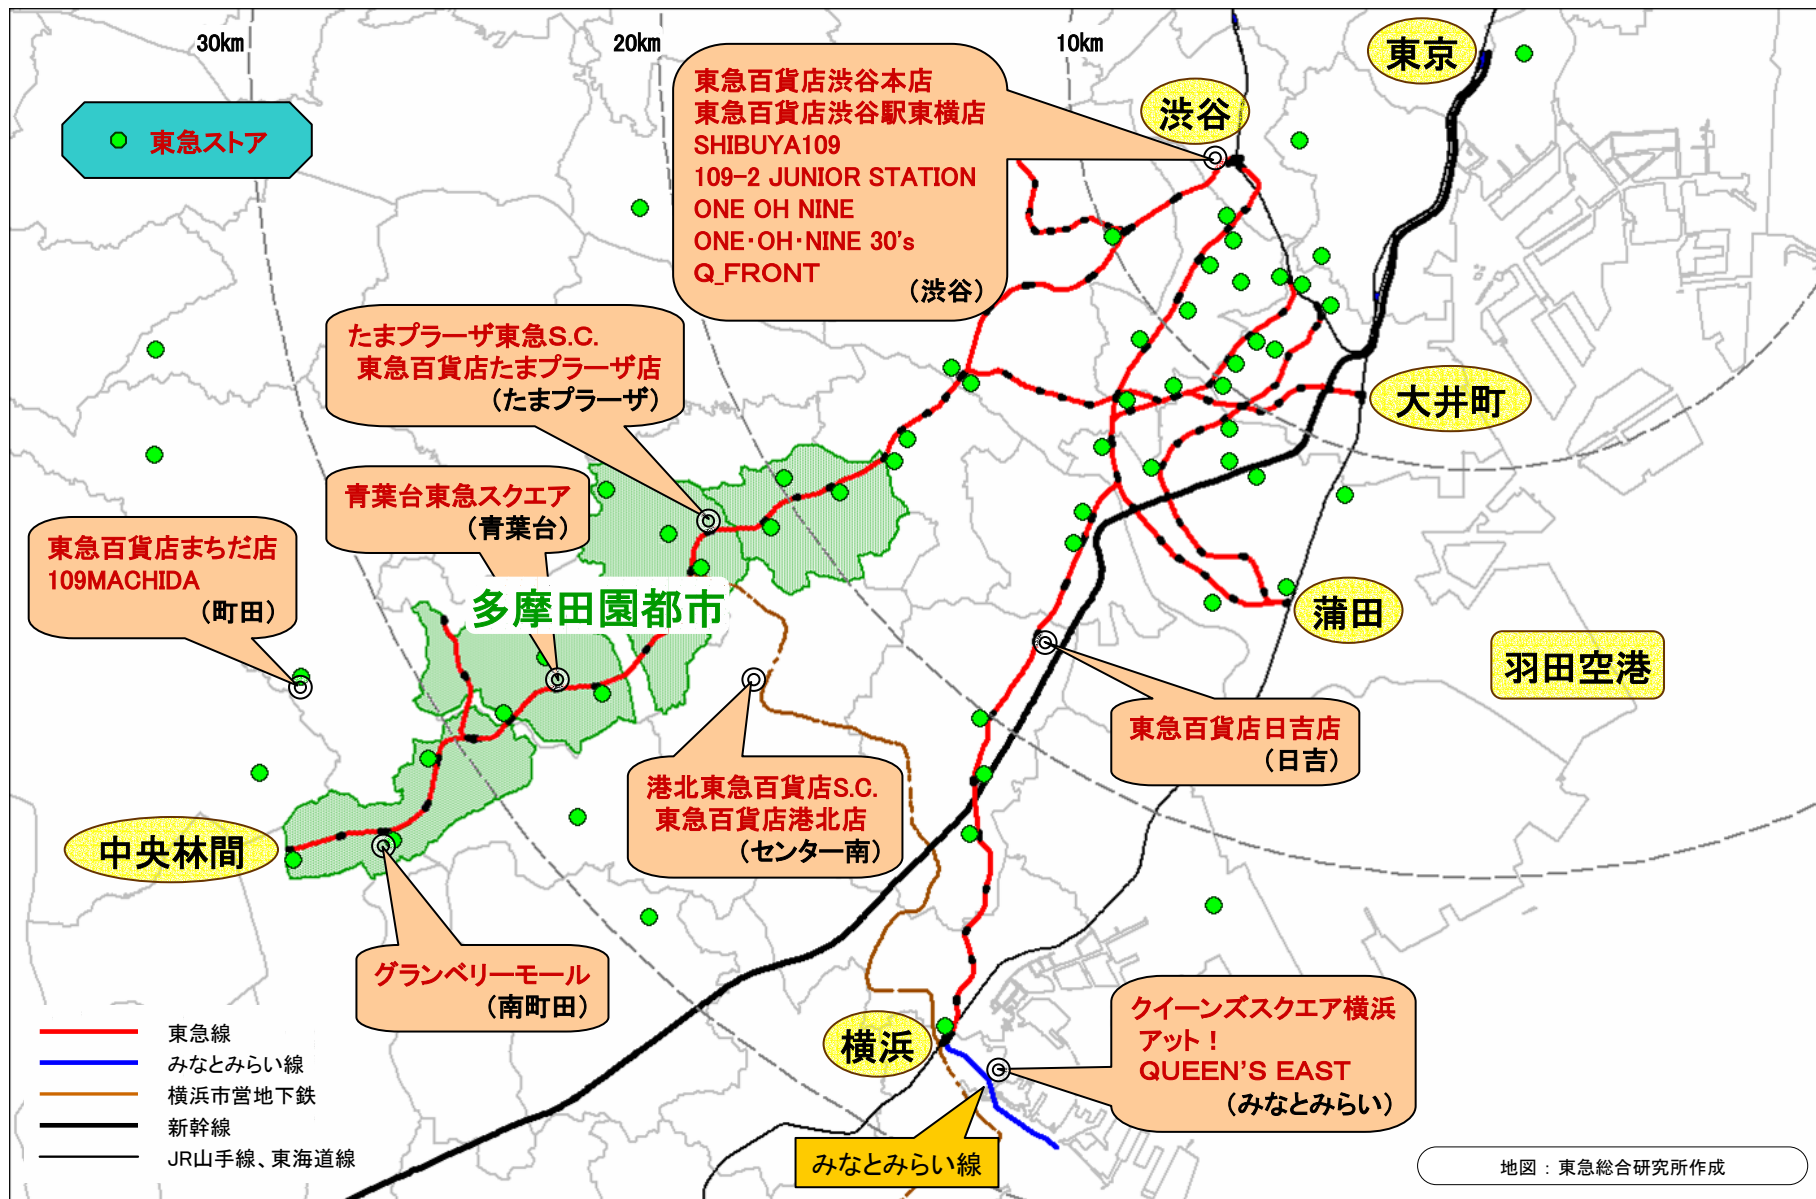 30km
20km
10km
東京
渋谷
東急ストア
東急百貨店渋谷本店
東急百貨店渋谷駅東横店
SHIBUYA109
109-2 JUNIOR STATION
ONE OH NINE
ONE・OH・NINE 30's
Q_FRONT
(渋谷)
たまプラーザ東急S.C.
東急百貨店たまプラーザ店
(たまプラーザ)
大井町
青葉台東急スクエア
(青葉台)
東急百貨店まちだ店
109MACHIDA
(町田)
多摩田園都市
蒲田
羽田空港
東急百貨店日吉店
(日吉)
港北東急百貨店S.C.
東急百貨店港北店
(センター南)
中央林間
グランベリーモール
(南町田)
横浜
クイーンズスクエア横浜
アット!
QUEEN'S EAST
(みなとみらい)
みなとみらい線
東急線
みなとみらい線
横浜市営地下鉄
新幹線
JR山手線、東海道線
地図:東急総合研究所作成